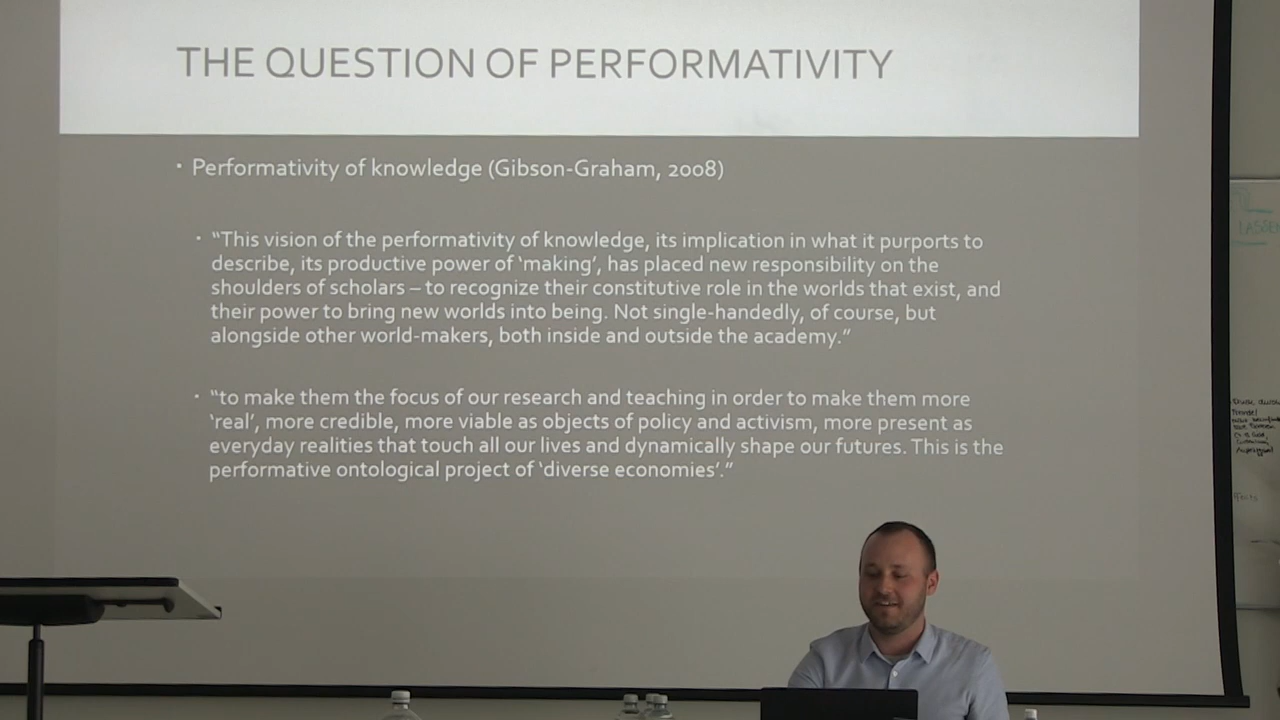 THE QUESTION OF PERFORMATIVITY
▪ Performativity of knowledge (Gibson-Graham, 2008)
▪ “This vision of the performativity of knowledge, its implication in what it purports to
describe, its productive power of ‘making’, has placed new responsibility on the
shoulders of scholars – to recognize their constitutive role in the worlds that exist, and
their power to bring new worlds into being. Not single-handedly, of course, but
alongside other world-makers, both inside and outside the academy.”
▪ “to make them the focus of our research and teaching in order to make them more
‘real’, more credible, more viable as objects of policy and activism, more present as
everyday realities that touch all our lives and dynamically shape our futures. This is the
performative ontological project of ‘diverse economies’.”